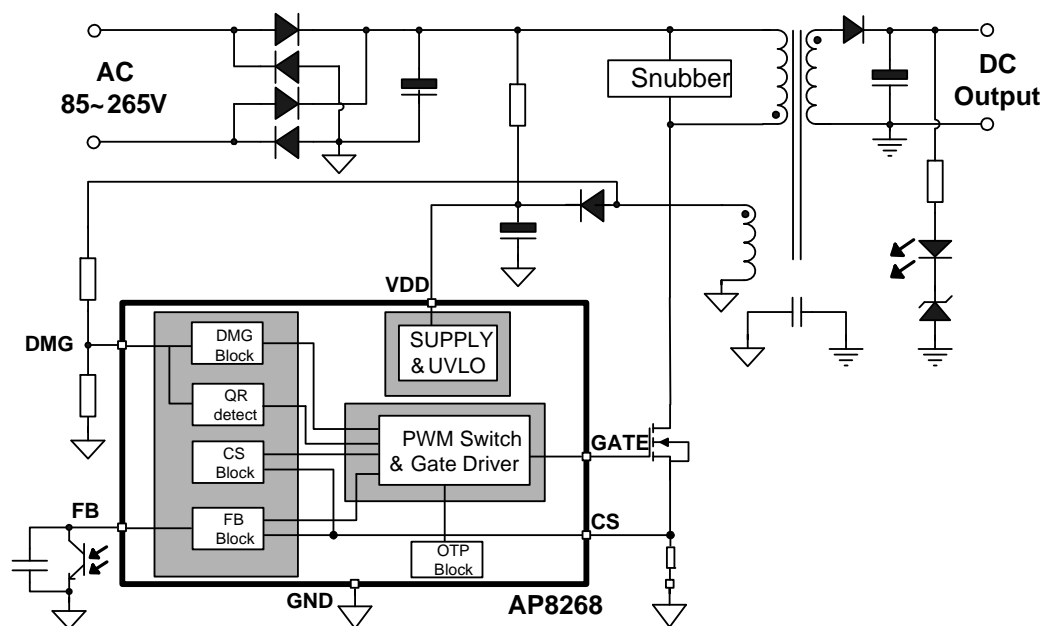 AC
85~265V
Snubber
DC
Output
VDD
DMG
DMG
Block
SUPPLY
& UVLO
QR
detect
PWM Switch
& Gate Driver
GATE
CS
Block
FB
FB
Block
CS
OTP
Block
GND
AP8268